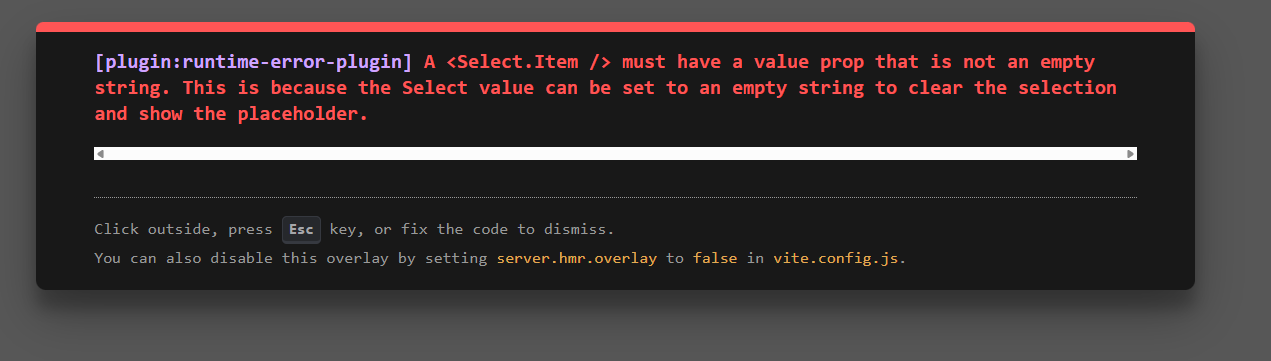 [plugin:runtime-error-plugin] A <Select.Item /> must have a value prop that is not an empty
string. This is because the Select value can be set to an empty string to clear the selection
and show the placeholder.
Click outside, press Esc key, or fix the code to dismiss.
You can also disable this overlay by setting server.hmr.overlay to false in vite.config.js.